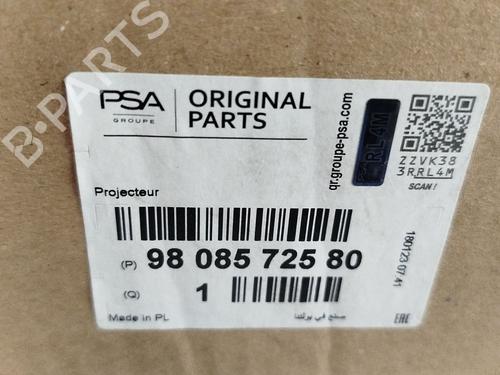 B-PARTS
PSA
GROUPE
ORIGINAL
PARTS
qr.groupe-psa.com
RL4M
ZZVK38
3RRL4M
SCAN!
Projecteur
(P) 98 085 725 80
(Q) 1
Made in PL
صنع في بولندا
180123 07:41
EAC